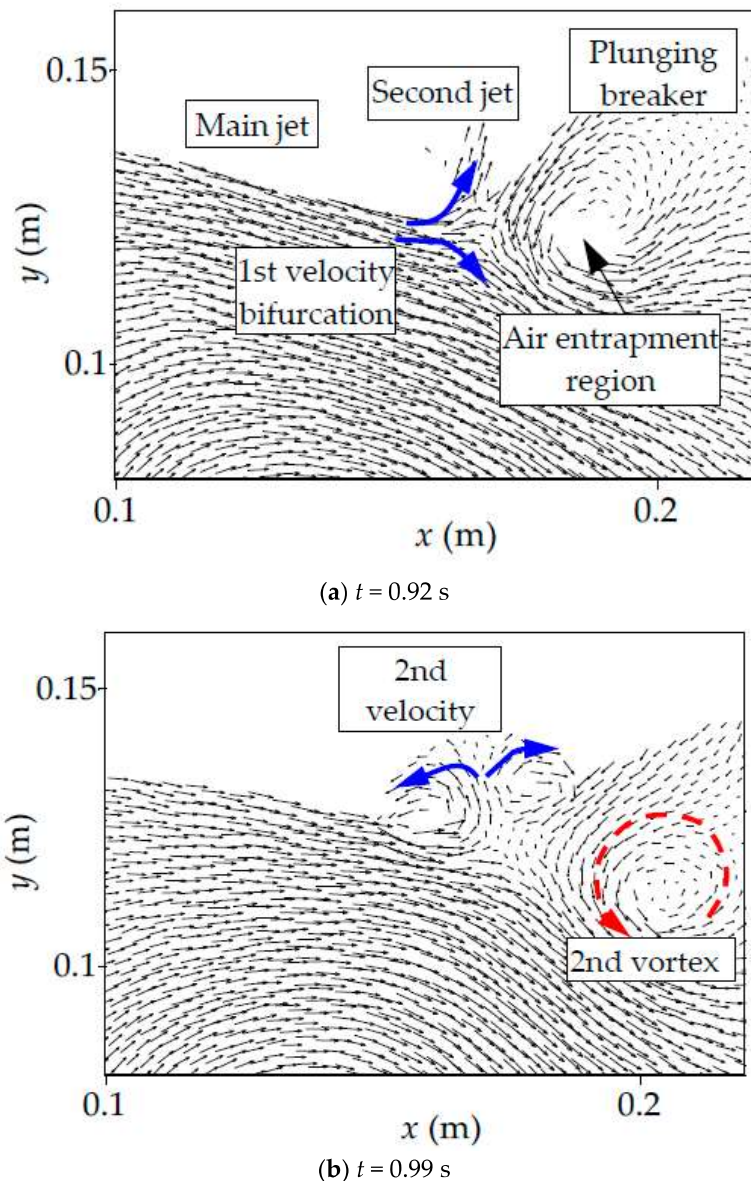 0.15
Plunging
breaker
Second jet
Main jet
y (m)
1st velocity
bifurcation
0.1
Air entrapment
region
0.1
0.2
x (m)
(a) t = 0.92 s
0.15
2nd
velocity
y (m)
0.1
2nd vortex
0.1
0.2
x (m)
(b) t = 0.99 s